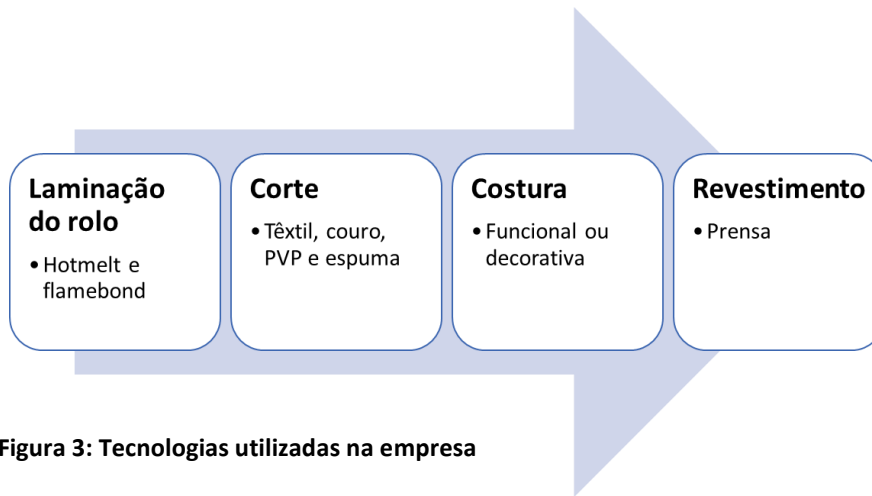 Laminação
do rolo
• Hotmelt e
flamebond
Corte
• Têxtil, couro,
PVP e espuma
Costura
• Funcional ou
decorativa
Revestimento
• Prensa
Figura 3: Tecnologias utilizadas na empresa